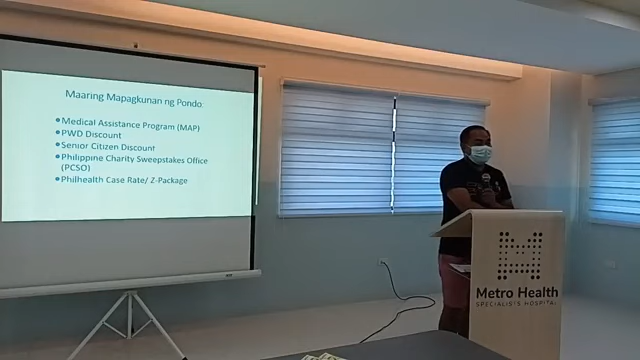 Maaring Mapagkunan ng Pondo:
●Medical Assistance Program (MAP)
●PWD Discount
●Senior Citizen Discount
●Philippine Charity Sweepstakes Office
(PCSO)
●Philhealth Case Rate/ Z-Package
Metro Health
SPECIALISTS HOSPITAL